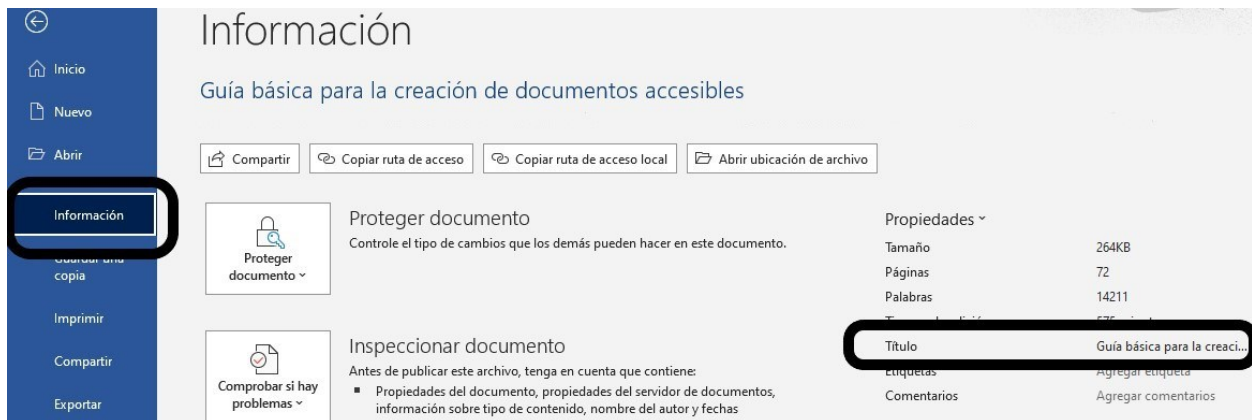 Información
Guía básica para la creación de documentos accesibles
Inicio
Nuevo
Abrir
Información
Guardar una
copia
Imprimir
Compartir
Exportar
Compartir
Copiar ruta de acceso
Copiar ruta de acceso local
Abrir ubicación de archivo
Proteger
documento
Proteger documento
Controle el tipo de cambios que los demás pueden hacer en este documento.
Comprobar si hay
problemas
Inspeccionar documento
Antes de publicar este archivo, tenga en cuenta que contiene:
Propiedades del documento, propiedades del servidor de documentos,
información sobre tipo de contenido, nombre del autor y fechas
Propiedades
Tamaño 264KB
Páginas 72
Palabras 14211
Título Guía básica para la creaci...
Etiquetas Agregar etiqueta
Comentarios Agregar comentarios